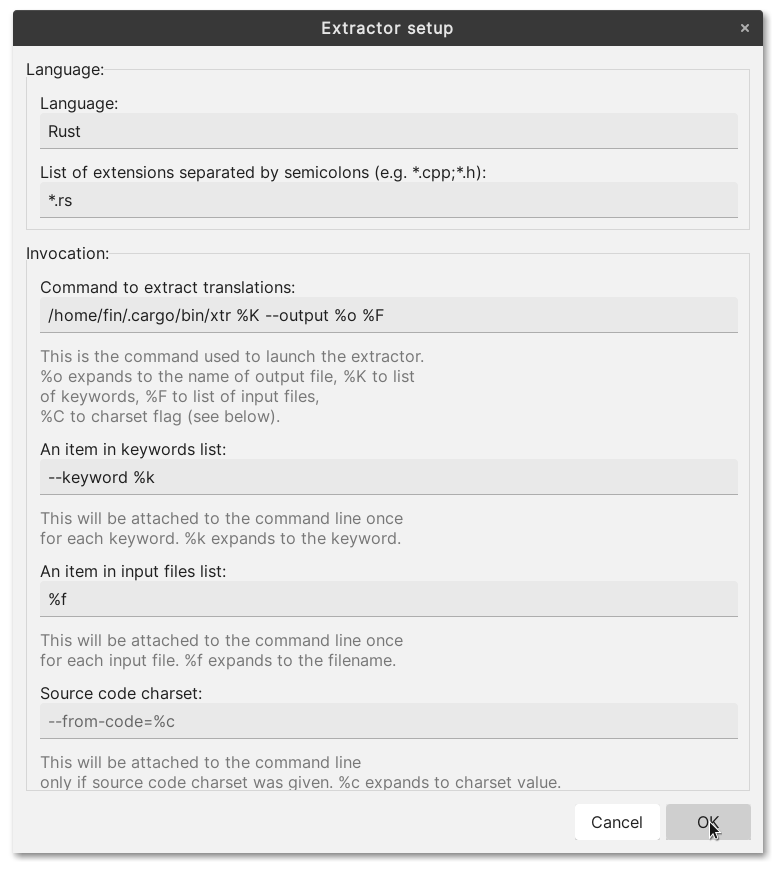 Extractor setup
×
Language:
Language:
Rust
List of extensions separated by semicolons (e.g. *.cpp;*.h):
*.rs
Invocation:
Command to extract translations:
/home/fin/.cargo/bin/xtr %K --output %o %F
This is the command used to launch the extractor.
%o expands to the name of output file, %K to list
of keywords, %F to list of input files,
%C to charset flag (see below).
An item in keywords list:
--keyword %k
This will be attached to the command line once
for each keyword. %k expands to the keyword.
An item in input files list:
%f
This will be attached to the command line once
for each input file. %f expands to the filename.
Source code charset:
--from-code=%c
This will be attached to the command line
only if source code charset was given. %c expands to charset value.
Cancel OK